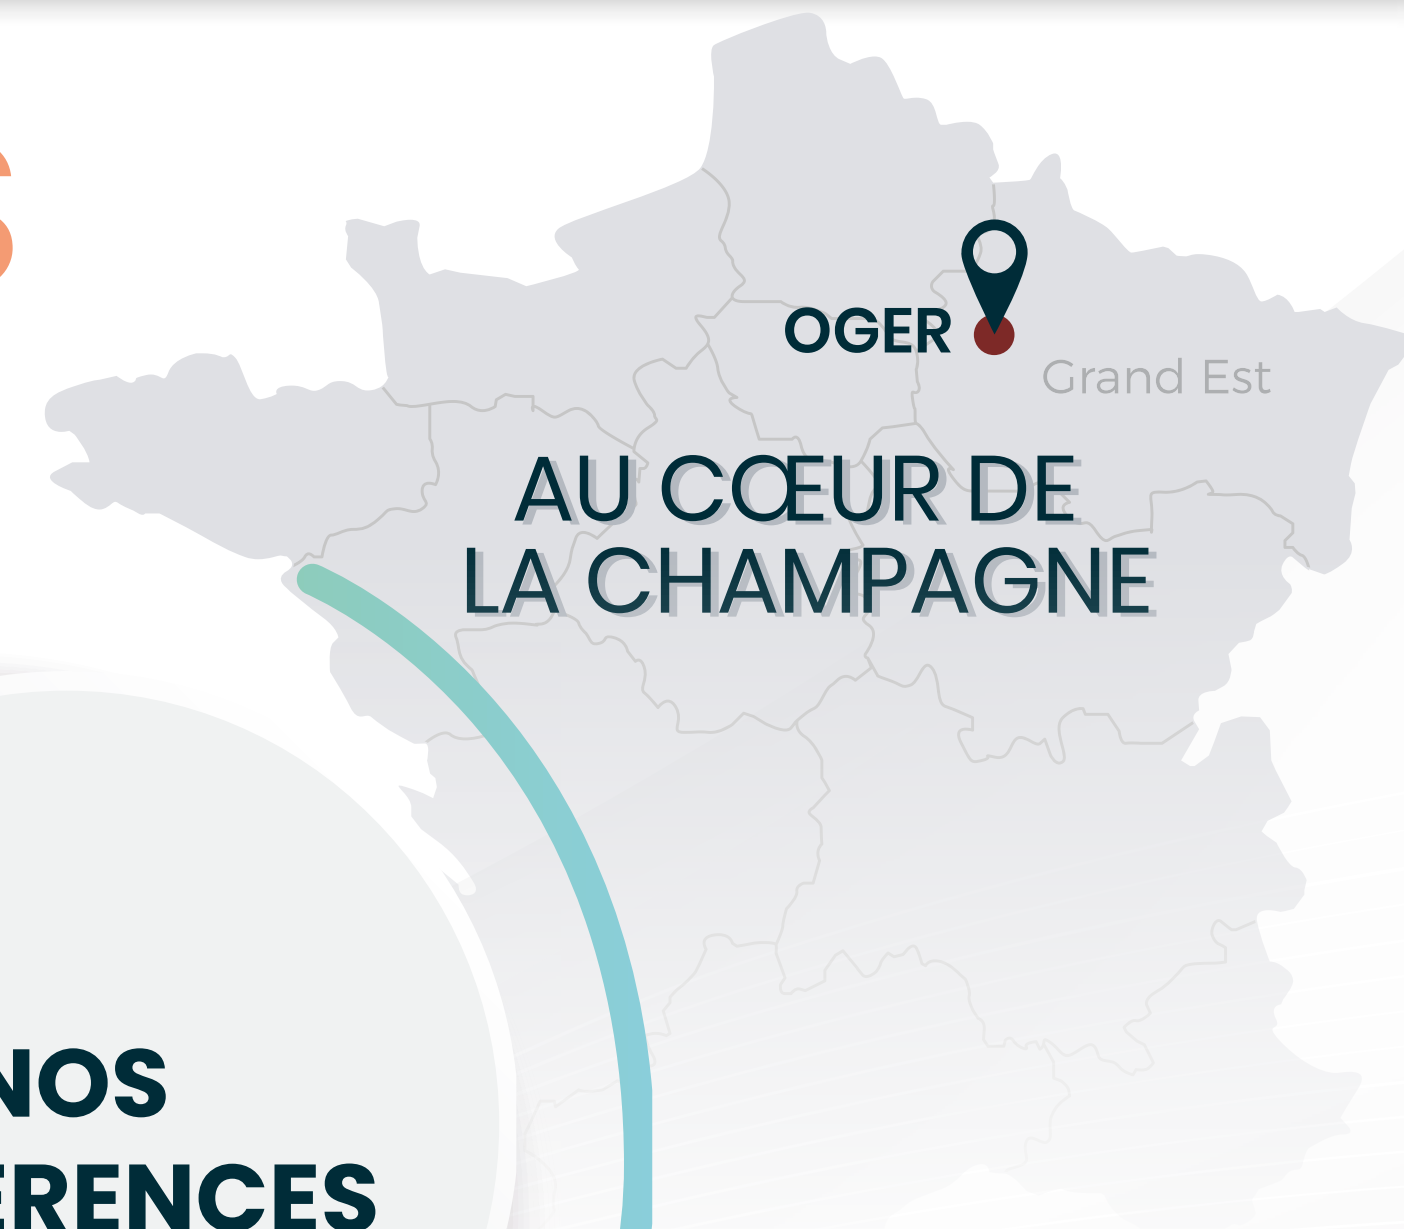 S
OGER
Grand Est
AU CŒUR DE
LA CHAMPAGNE
NOS
ERENCES